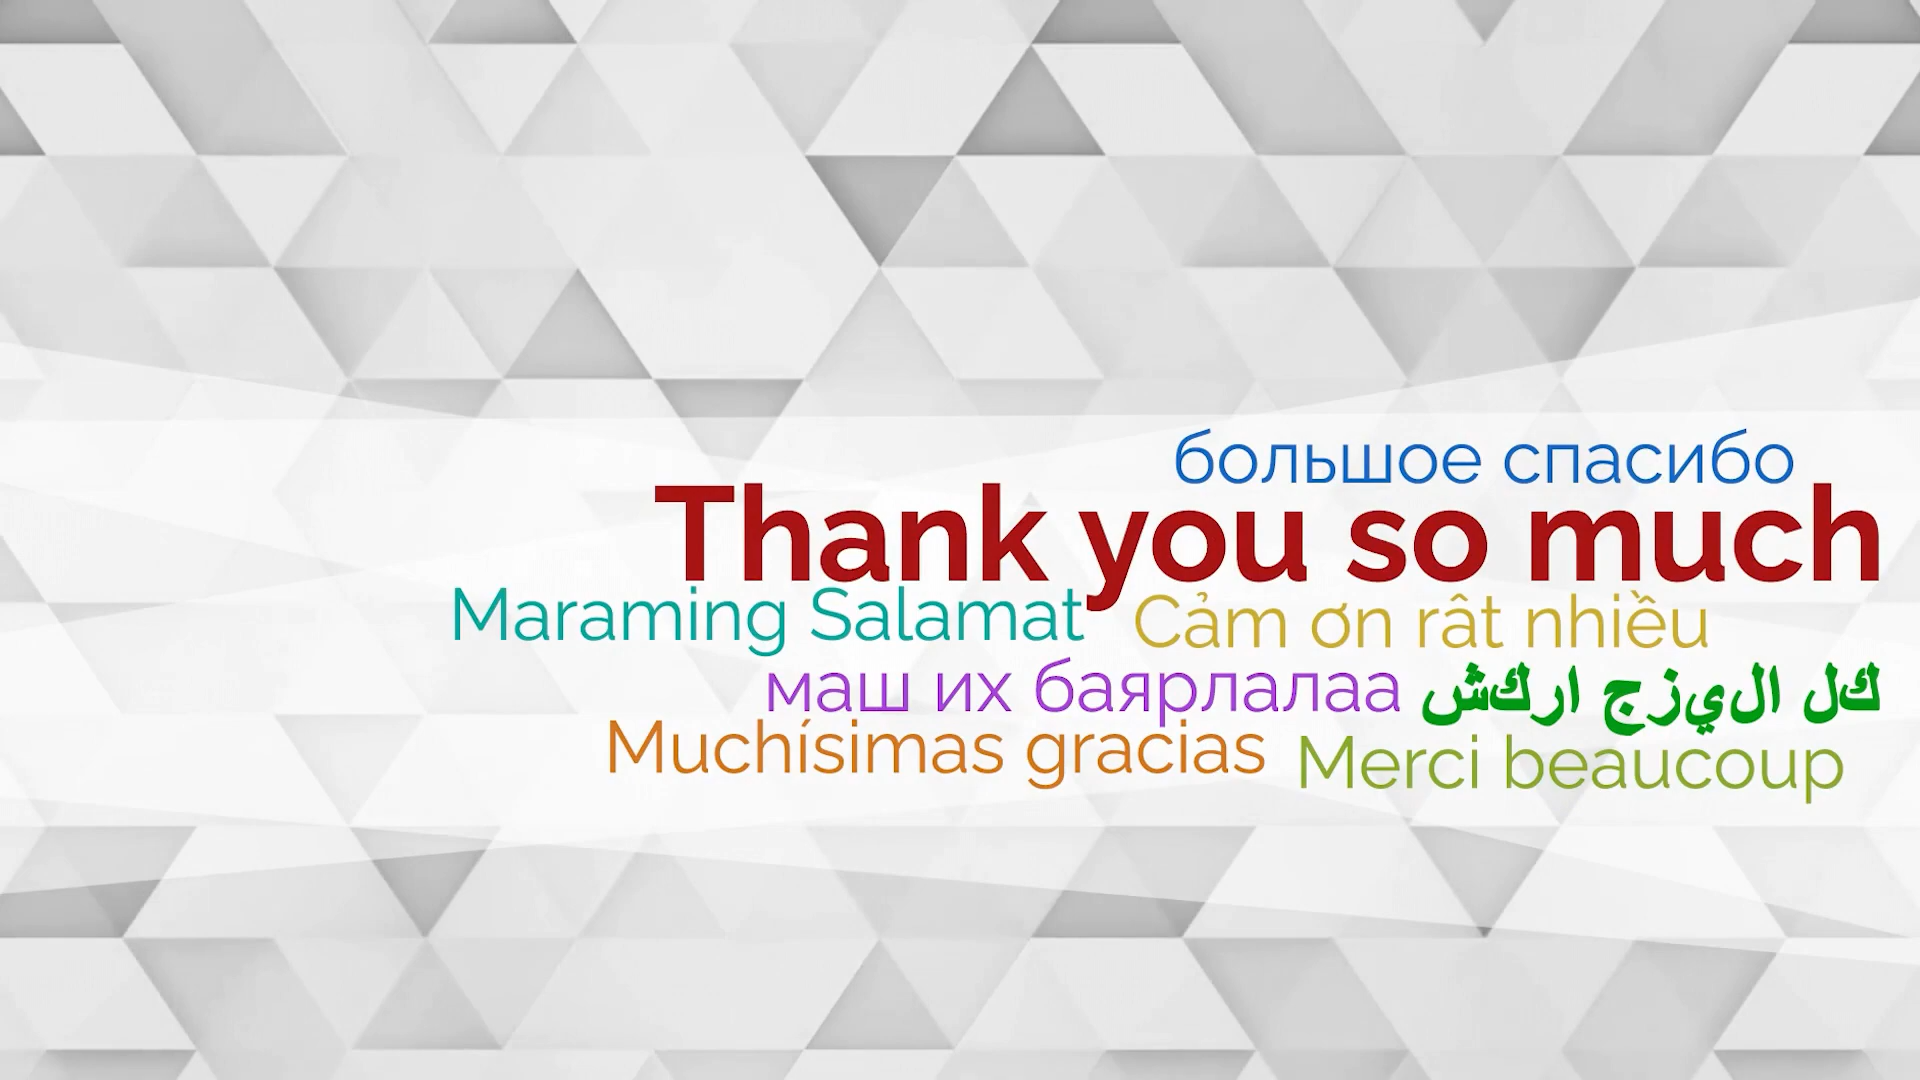 большое спасибо
Thank you so much
Maraming Salamat
Cảm ơn rât nhiều
маш их баярлалаа
كل اليزج اركش
Muchísimas gracias
Merci beaucoup